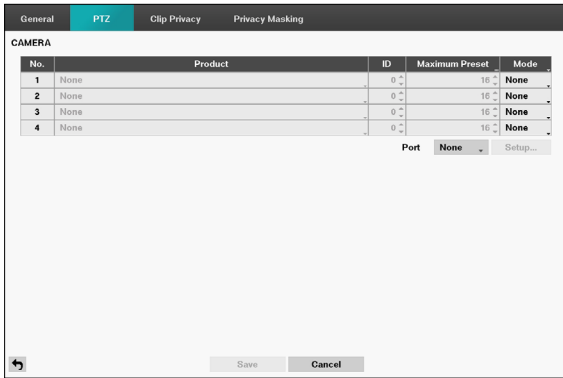 General PTZ Clip Privacy Privacy Masking
CAMERA
No. Product ID Maximum Preset Mode
1 None 0 16 None
2 None 0 16 None
3 None 0 16 None
4 None 0 16 None
Port None Setup...
Save Cancel